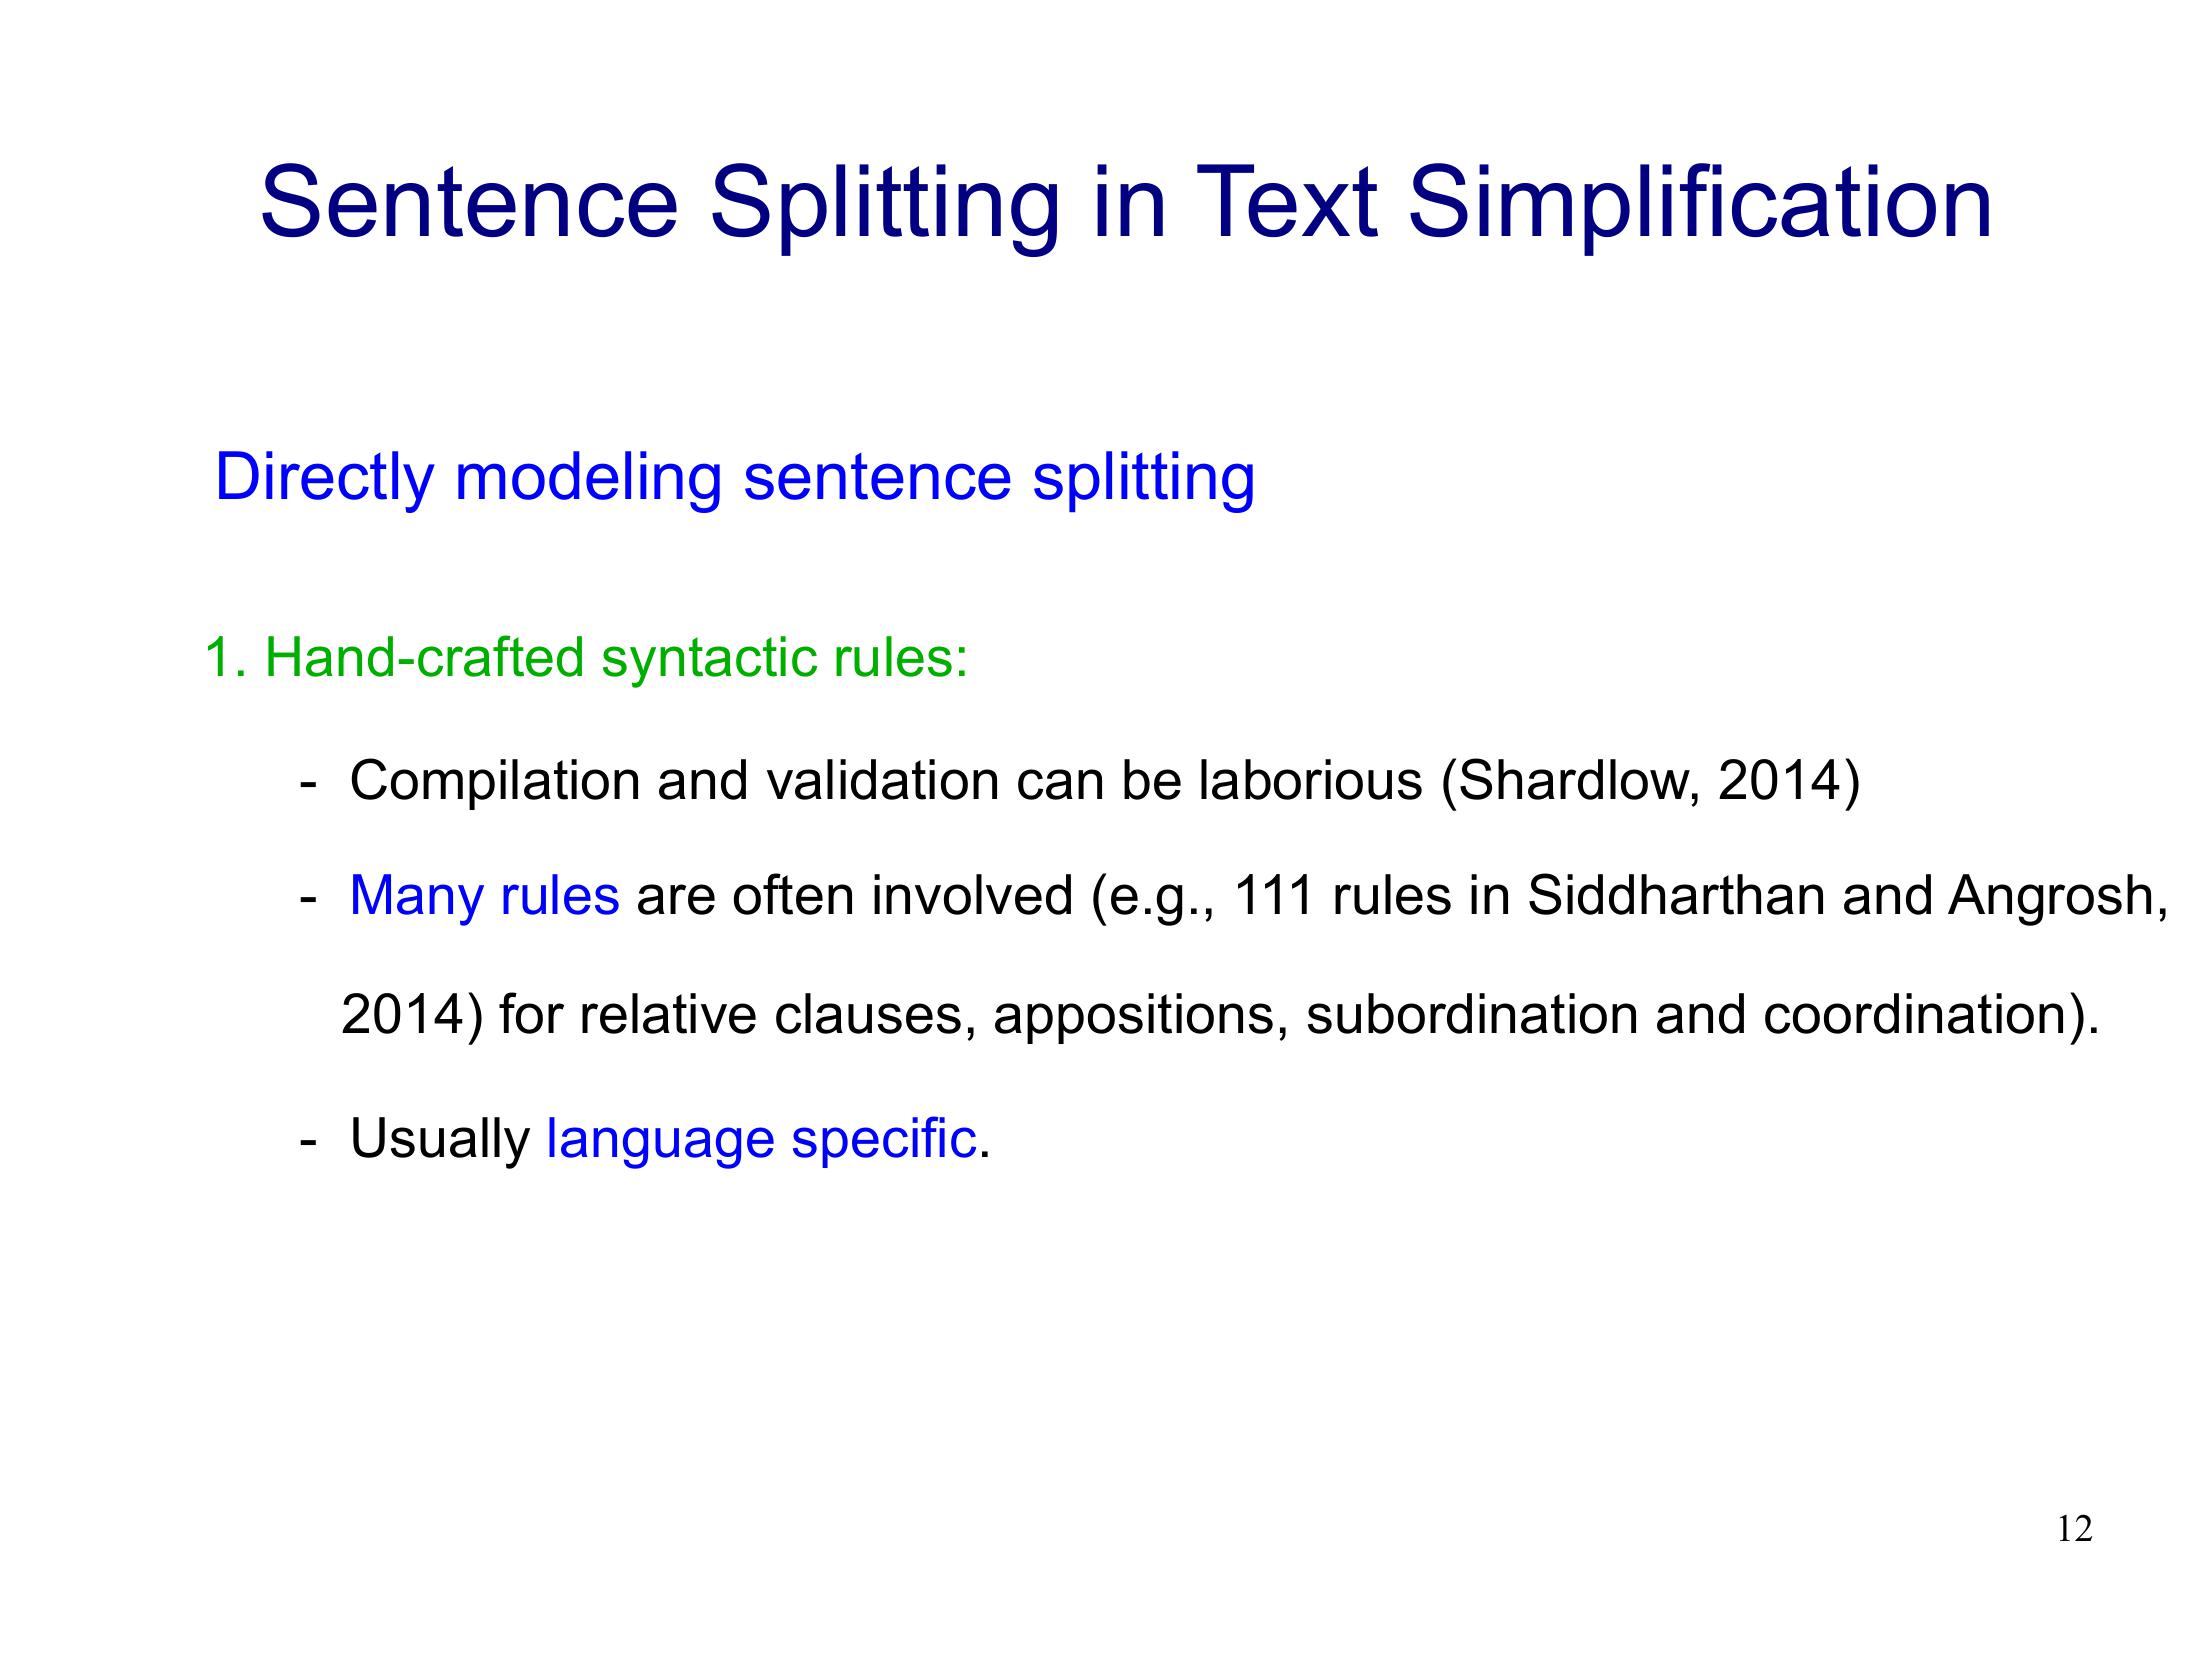 Sentence Splitting in Text Simplification
Directly modeling sentence splitting
1. Hand-crafted syntactic rules:
- Compilation and validation can be laborious (Shardlow, 2014)
- Many rules are often involved (e.g., 111 rules in Siddharthan and Angrosh,
2014) for relative clauses, appositions, subordination and coordination).
- Usually language specific.
12